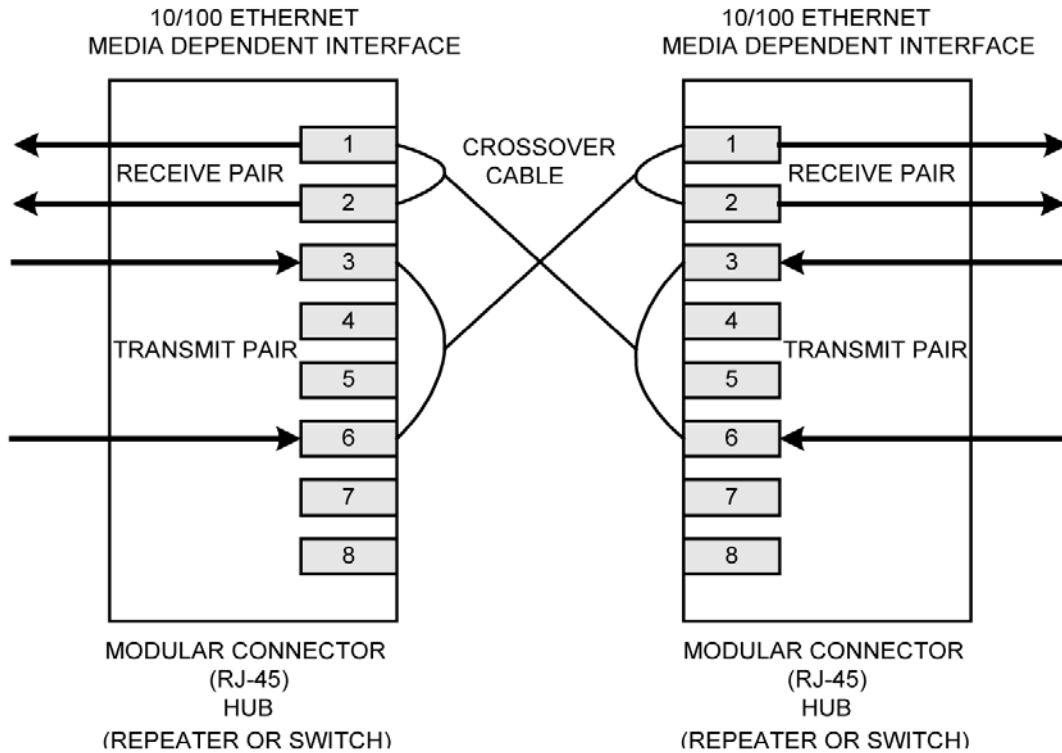 10/100 ETHERNET
MEDIA DEPENDENT INTERFACE
10/100 ETHERNET
MEDIA DEPENDENT INTERFACE
1
RECEIVE PAIR
2
3
4
TRANSMIT PAIR
5
6
7
8
CROSSOVER
CABLE
1
RECEIVE PAIR
2
3
4
TRANSMIT PAIR
5
6
7
8
MODULAR CONNECTOR
(RJ-45)
HUB
(REPEATER OR SWITCH)
MODULAR CONNECTOR
(RJ-45)
HUB
(REPEATER OR SWITCH)